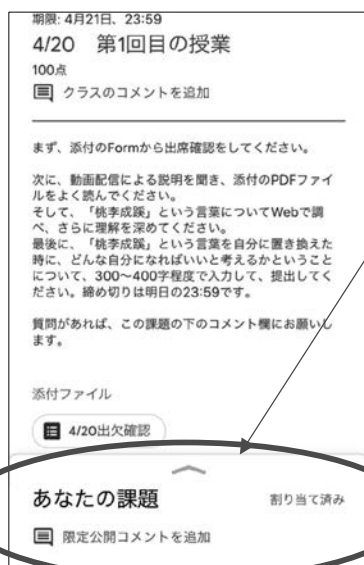 期限: 4月21日、23:59
4/20 第1回目の授業
100点
クラスのコメントを追加
まず、添付のFormから出席確認をしてください。
次に、動画配信による説明を聞き、添付のPDFファイ
ルをよく読んでください。
そして、「桃李成蹊」という言葉についてWebで調
べ、さらに理解を深めてください。
最後に、「桃李成蹊」という言葉を自分に置き換えた
時に、どんな自分になればいいと考えるかということ
について、300〜400字程度で入力して、提出してく
ださい。締め切りは明日の23:59です。
質問があれば、この課題の下のコメント欄にお願いし
ます。
添付ファイル
4/20出欠確認
あなたの課題 割り当て済み
限定公開コメントを追加